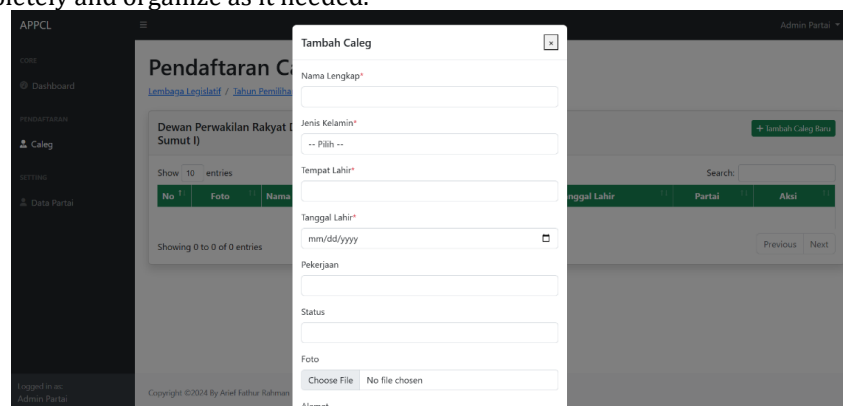 pletely and organize as it needed.
APPCL
Admin Partai
CORE
Dashboard
PENDAFTARAN
Caleg
SETTING
Data Partai
Logged in as:
Admin Partai
Pendaftaran C
Lembaga Legislatif / Tahun Pemiliha
Dewan Perwakilan Rakyat
Sumut I)
+ Tambah Caleg Baru
Show 10 entries
Search:
No Foto Nama nggal Lahir Partai Aksi
Showing 0 to 0 of 0 entries
Previous Next
Copyright ©2024 By Arief Fathur Rahman
Tambah Caleg
×
Nama Lengkap*
Jenis Kelamin*
-- Pilih --
Tempat Lahir*
Tanggal Lahir*
mm/dd/yyyy
Pekerjaan
Status
Foto
Choose File No file chosen
Alamat